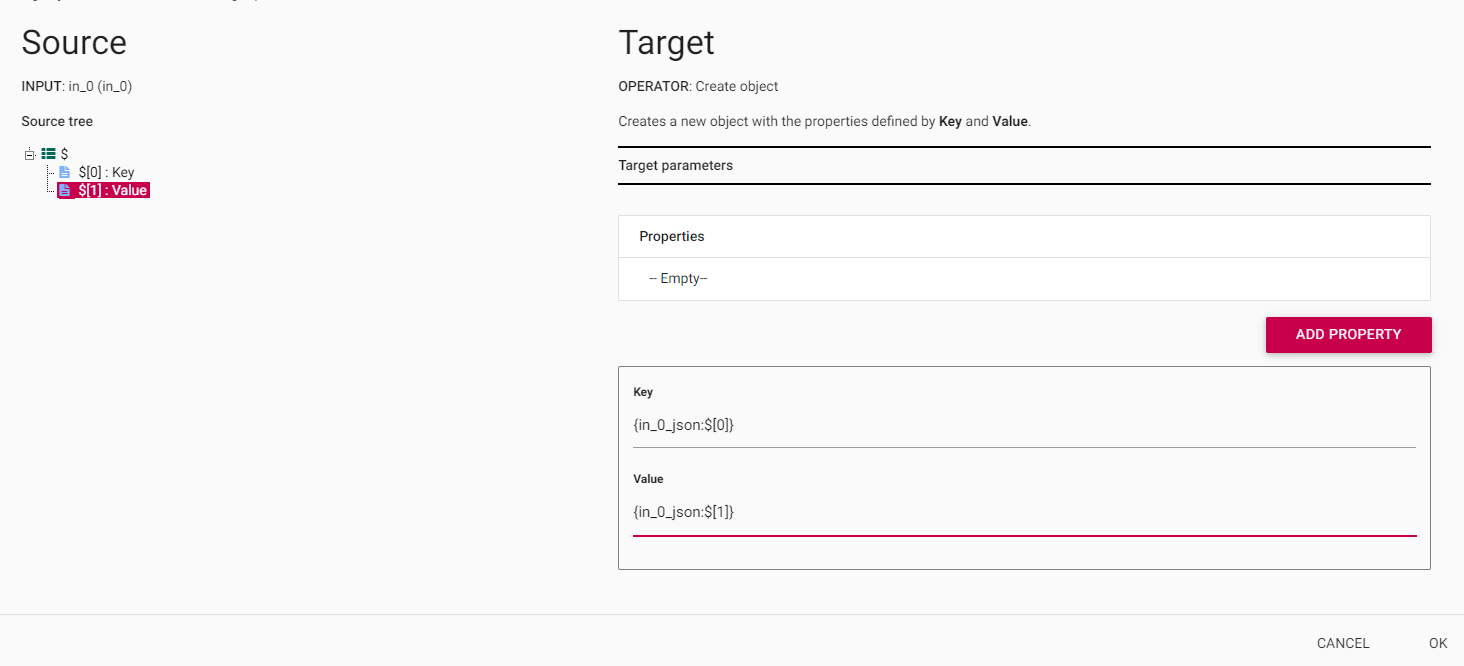 Source
INPUT: in_0 (in_0)
Source tree
$
$[0] : Key
$[1] : Value
Target
OPERATOR: Create object
Creates a new object with the properties defined by Key and Value.
Target parameters
Properties
-- Empty--
ADD PROPERTY
Key
{in_0_json:$[0]}
Value
{in_0_json:$[1]}
CANCEL
OK